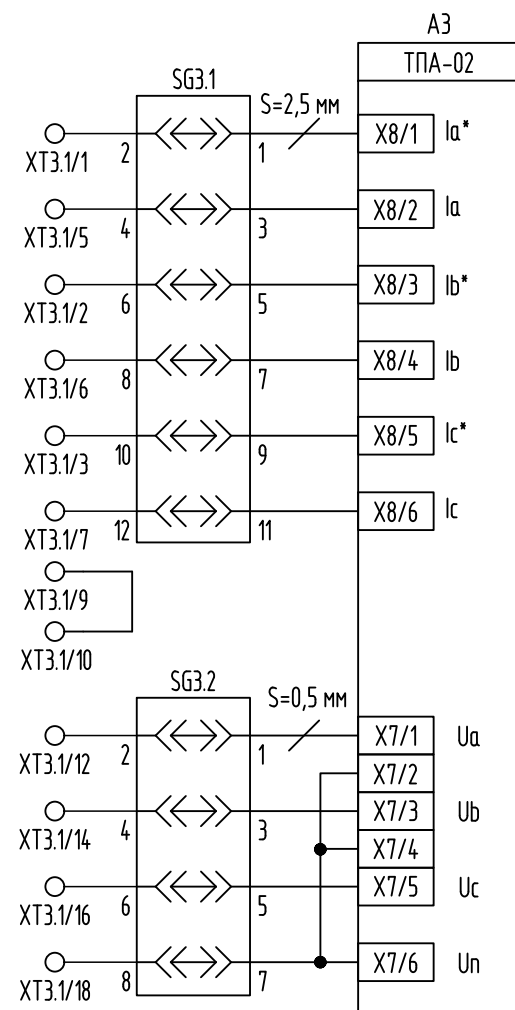 А3
ТПА-02
SG3.1
S=2,5 мм
XT3.1/1
2
1
X8/1
Ia*
XT3.1/5
4
3
X8/2
Ia
XT3.1/2
6
5
X8/3
Ib*
XT3.1/6
8
7
X8/4
Ib
XT3.1/3
10
9
X8/5
Ic*
XT3.1/7
12
11
X8/6
Ic
XT3.1/9
XT3.1/10
SG3.2
S=0,5 мм
XT3.1/12
2
1
X7/1
Ua
X7/2
XT3.1/14
4
3
X7/3
Ub
X7/4
XT3.1/16
6
5
X7/5
Uc
XT3.1/18
8
7
X7/6
Un